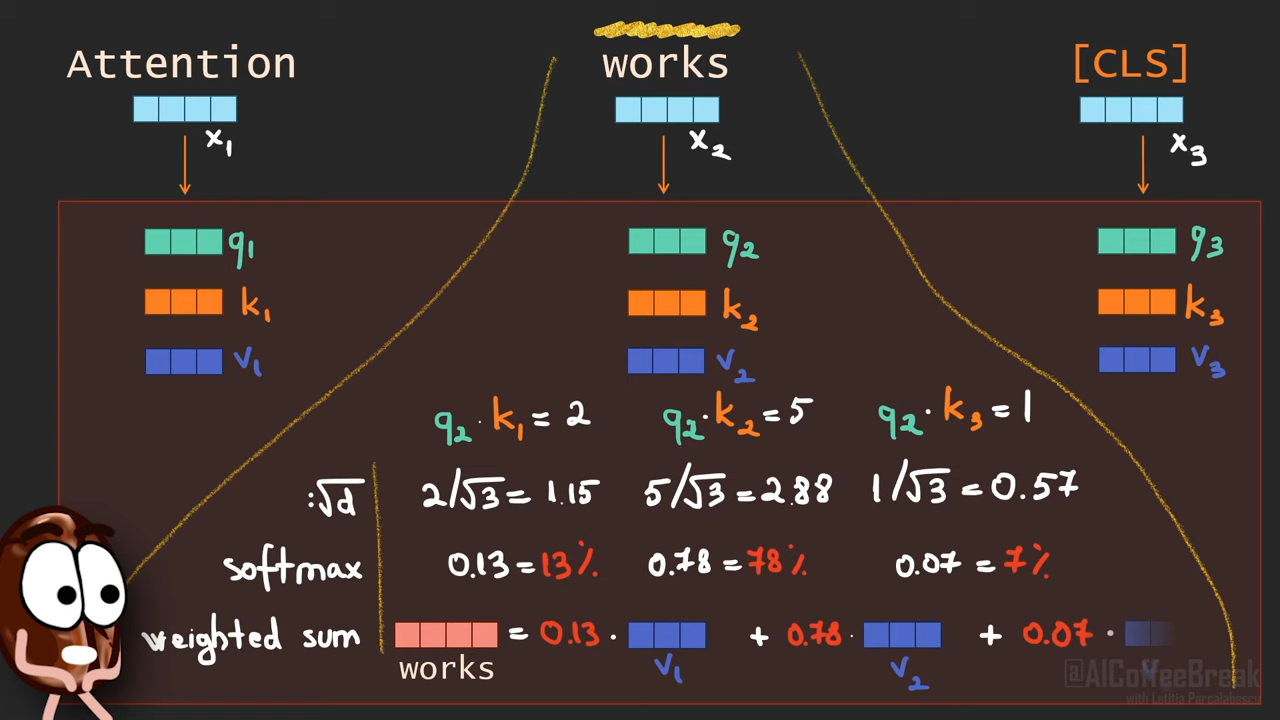 Attention works [CLS]
x₁ x₂ x₃
q₁ q₂ q₃
k₁ k₂ k₃
v₁ v₂ v₃
q₂·k₁=2 q₂·k₂=5 q₂·k₃=1
:√d 2/√3=1.15 5/√3=2.88 1/√3=0.57
softmax 0.13=13% 0.78=78% 0.07=7%
weighted sum = 0.13· + 0.78· + 0.07·
works v₁ v₂ v
@AICoffeeBreak
with Letitia Parcalabescu